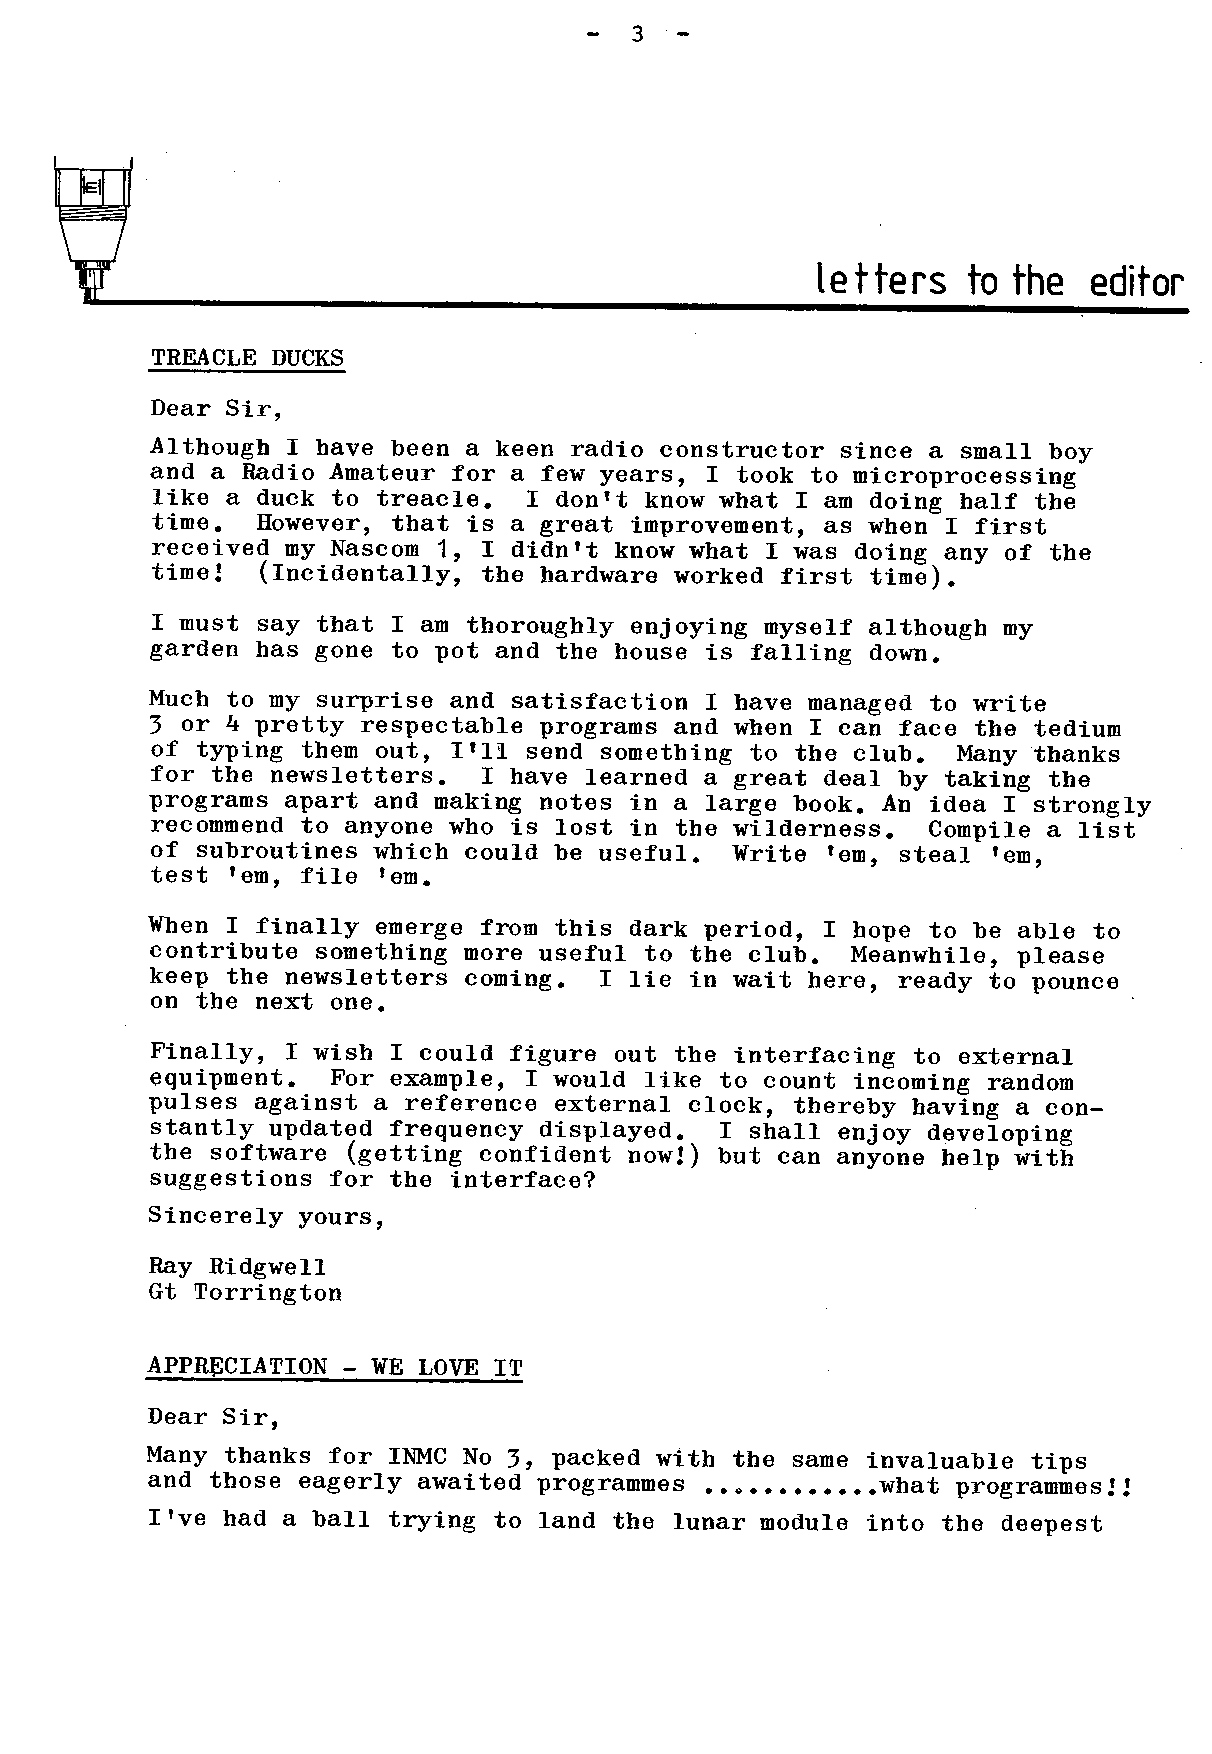 - 3 -
letters to the editor
TREACLE DUCKS
Dear Sir,
Although I have been a keen radio constructor since a small boy
and a Radio Amateur for a few years, I took to microprocessing
like a duck to treacle. I don't know what I am doing half the
time. However, that is a great improvement, as when I first
received my Nascom 1, I didn't know what I was doing any of the
time! (Incidentally, the hardware worked first time).
I must say that I am thoroughly enjoying myself although my
garden has gone to pot and the house is falling down.
Much to my surprise and satisfaction I have managed to write
3 or 4 pretty respectable programs and when I can face the tedium
of typing them out, I'll send something to the club. Many thanks
for the newsletters. I have learned a great deal by taking the
programs apart and making notes in a large book. An idea I strongly
recommend to anyone who is lost in the wilderness. Compile a list
of subroutines which could be useful. Write 'em, steal 'em,
test 'em, file 'em.
When I finally emerge from this dark period, I hope to be able to
contribute something more useful to the club. Meanwhile, please
keep the newsletters coming. I lie in wait here, ready to pounce
on the next one.
Finally, I wish I could figure out the interfacing to external
equipment. For example, I would like to count incoming random
pulses against a reference external clock, thereby having a con-
stantly updated frequency displayed. I shall enjoy developing
the software (getting confident now!) but can anyone help with
suggestions for the interface?
Sincerely yours,
Ray Ridgwell
Gt Torrington
APPRECIATION - WE LOVE IT
Dear Sir,
Many thanks for INMC No 3, packed with the same invaluable tips
and those eagerly awaited programmes ............what programmes!!
I've had a ball trying to land the lunar module into the deepest